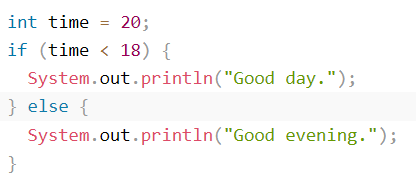 int time = 20;
if (time < 18) {
  System.out.println("Good day.");
} else {
  System.out.println("Good evening.");
}